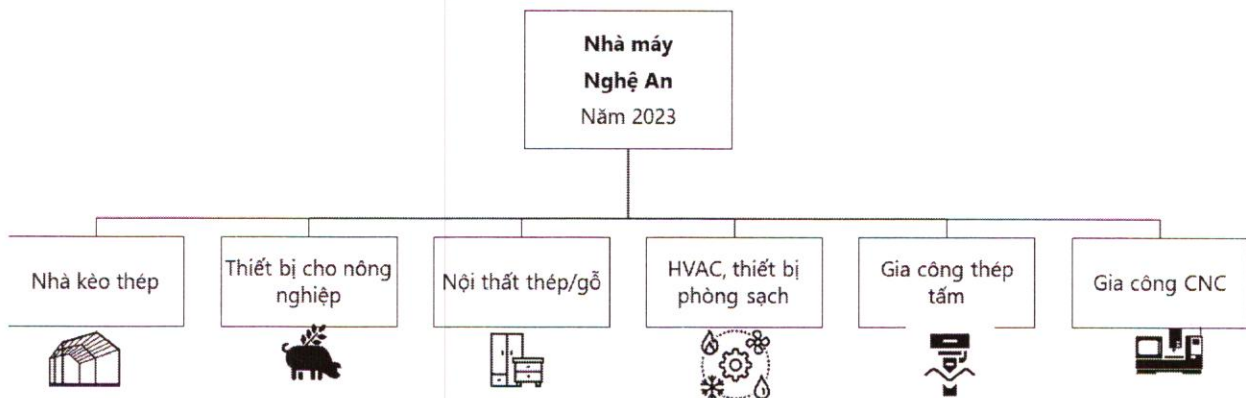 Nhà máy
Nghệ An
Năm 2023
Nhà kèo thép
Thiết bị cho nông
nghiệp
Nội thất thép/gỗ
HVAC, thiết bị
phòng sạch
Gia công thép
tấm
Gia công CNC